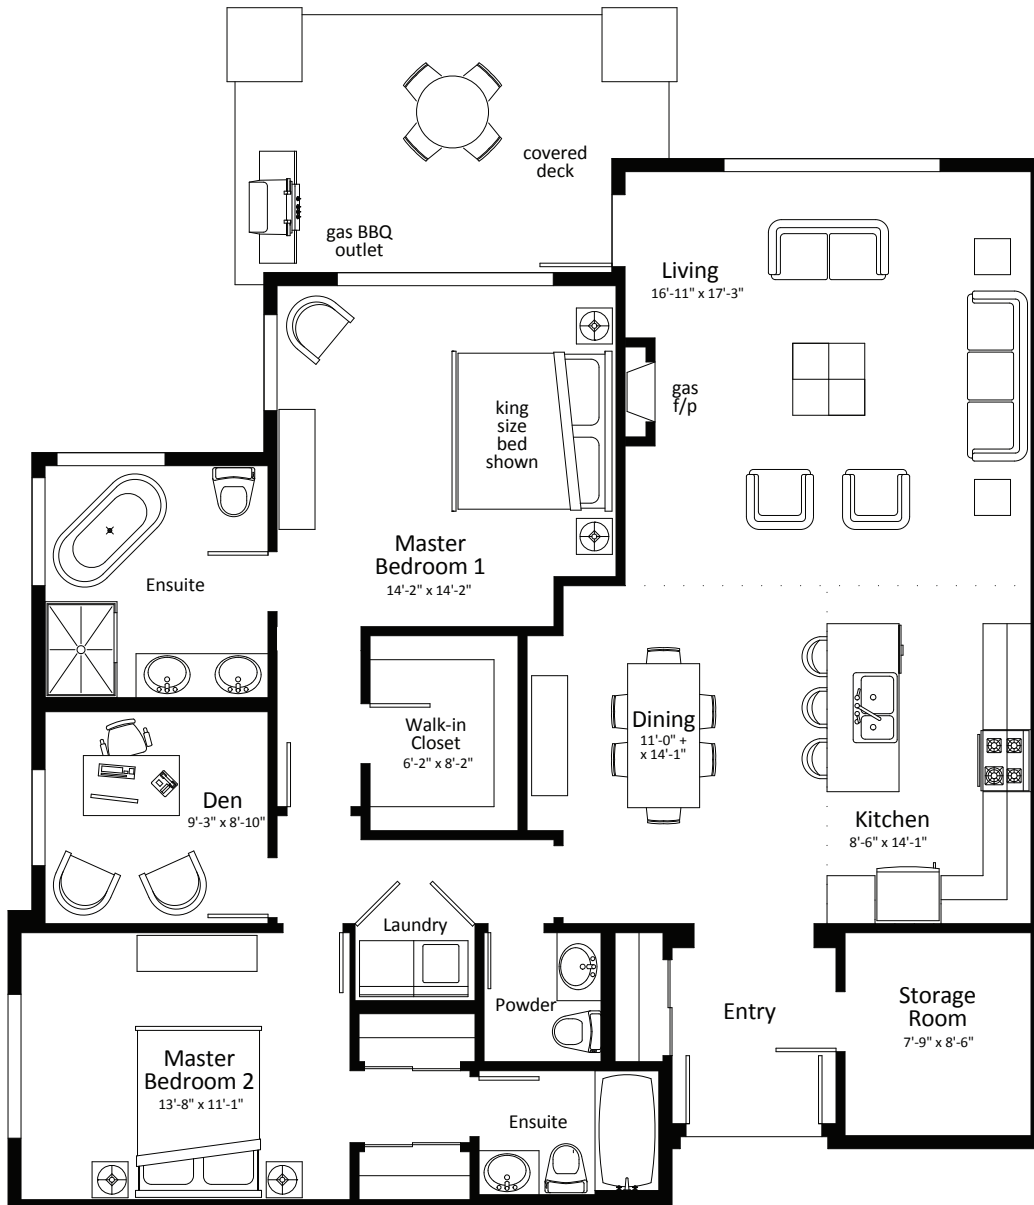 covered
deck
gas BBQ
outlet
Living
16'-11" x 17'-3"
gas
f/p
king
size
bed
shown
Master
Bedroom 1
14'-2" x 14'-2"
Ensuite
Walk-in
Closet
6'-2" x 8'-2"
Dining
11'-0" +
x 14'-1"
Den
9'-3" x 8'-10"
Kitchen
8'-6" x 14'-1"
Laundry
Powder
Entry
Storage
Room
7'-9" x 8'-6"
Master
Bedroom 2
13'-8" x 11'-1"
Ensuite